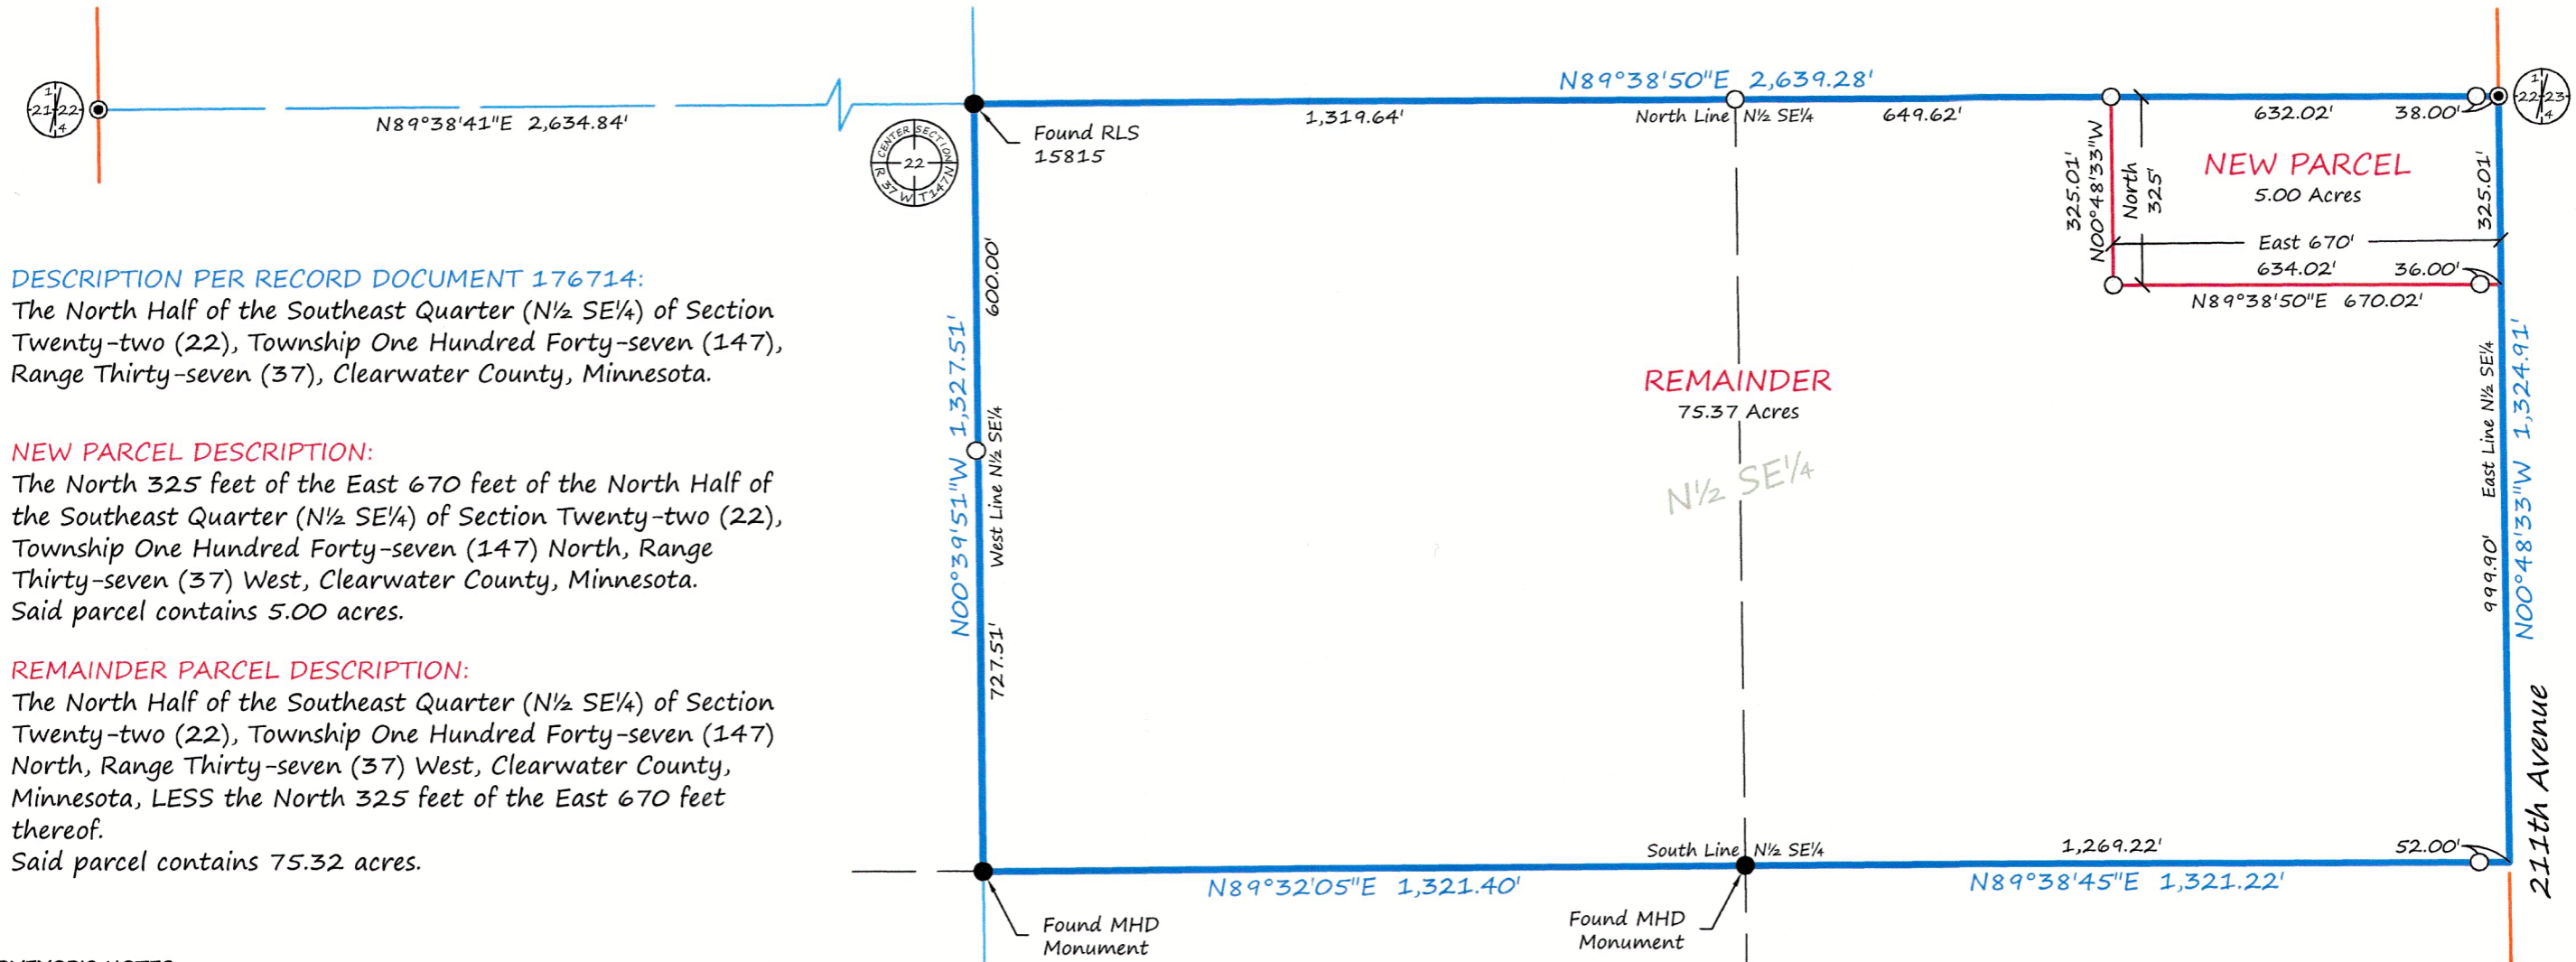 N89°38'50"E 2,639.28'
1
21 22
4
N89°38'41"E 2,634.84'
1,319.64'
North Line N½ SE¼
649.62'
632.02'
38.00'
1
22 23
4
Found RLS
15815
CENTER SECTION
22
R 37 W T147N
325.01'
N00°48'33"W
North
325'
NEW PARCEL
5.00 Acres
325.01'
East 670'
634.02'
36.00'
N89°38'50"E 670.02'
600.00'
N00°39'51"W 1,327.51'
West Line N½ SE¼
727.51'
REMAINDER
75.37 Acres
N½ SE¼
East Line N½ SE¼
999.90'
N00°48'33"W 1,324.91'
211th Avenue
South Line N½ SE¼
1,269.22'
52.00'
N89°32'05"E 1,321.40'
N89°38'45"E 1,321.22'
Found MHD
Monument
Found MHD
Monument
DESCRIPTION PER RECORD DOCUMENT 176714:
The North Half of the Southeast Quarter (N½ SE¼) of Section
Twenty-two (22), Township One Hundred Forty-seven (147),
Range Thirty-seven (37), Clearwater County, Minnesota.
NEW PARCEL DESCRIPTION:
The North 325 feet of the East 670 feet of the North Half of
the Southeast Quarter (N½ SE¼) of Section Twenty-two (22),
Township One Hundred Forty-seven (147) North, Range
Thirty-seven (37) West, Clearwater County, Minnesota.
Said parcel contains 5.00 acres.
REMAINDER PARCEL DESCRIPTION:
The North Half of the Southeast Quarter (N½ SE¼) of Section
Twenty-two (22), Township One Hundred Forty-seven (147)
North, Range Thirty-seven (37) West, Clearwater County,
Minnesota, LESS the North 325 feet of the East 670 feet
thereof.
Said parcel contains 75.32 acres.